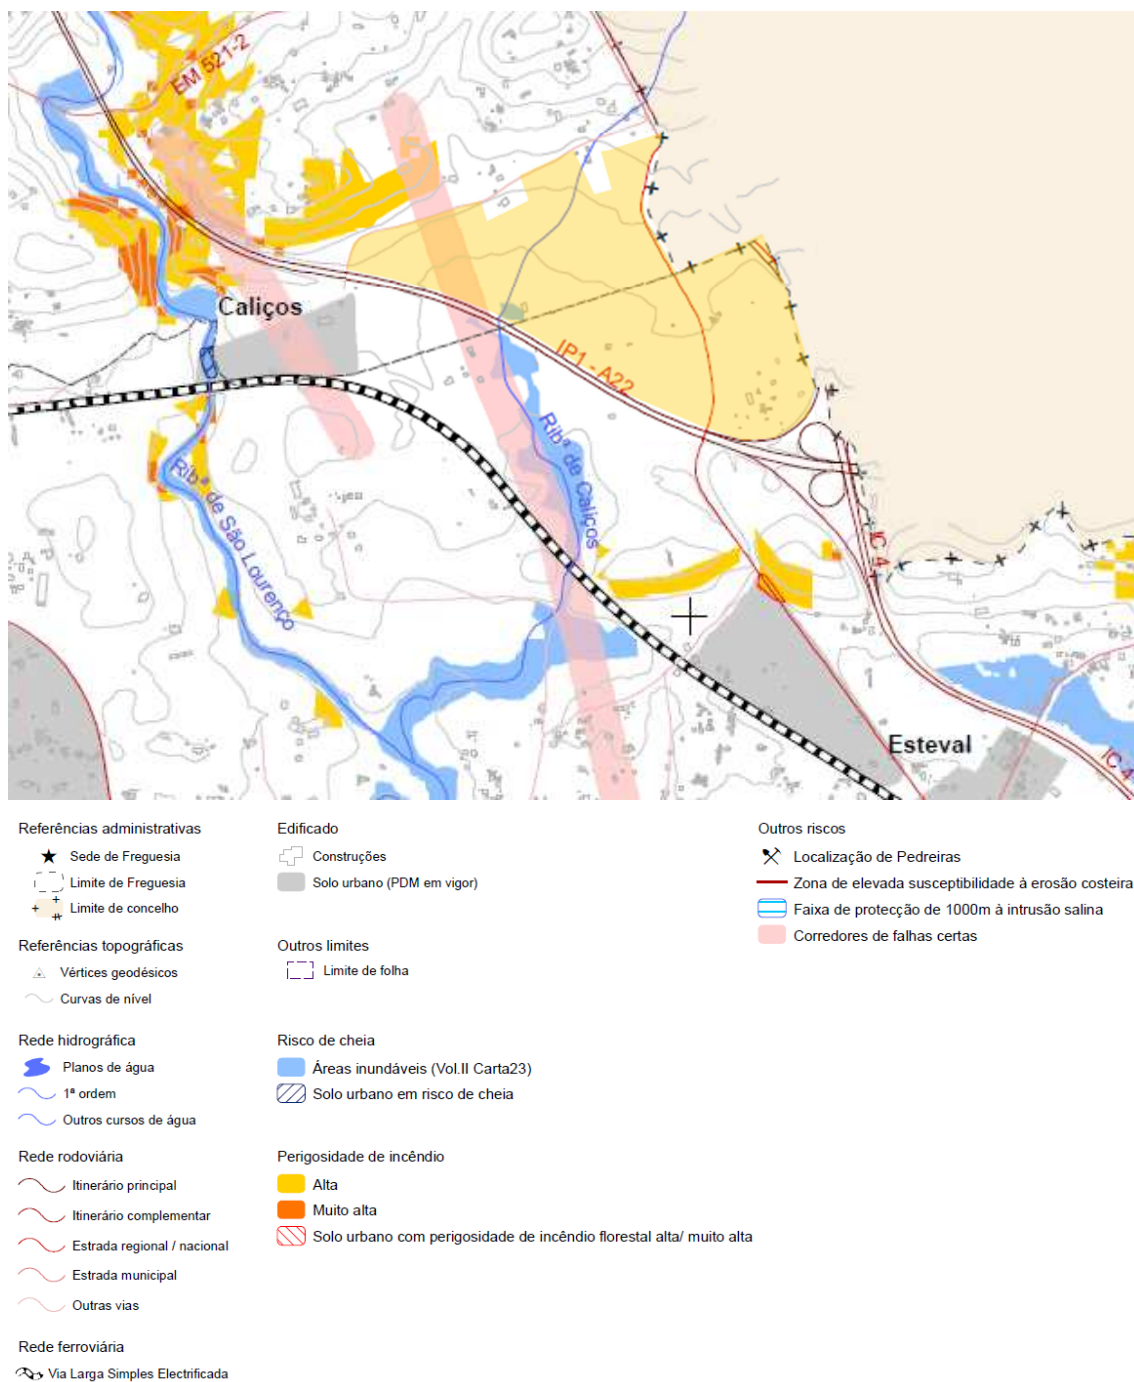 EM 521-2
Caliços
IP1 - A22
Ribª de Caliços
Ribª de São Lourenço
IC 4
Esteval
IC 4
Referências administrativas
Sede de Freguesia
Limite de Freguesia
Limite de concelho
Referências topográficas
Vértices geodésicos
Curvas de nível
Rede hidrográfica
Planos de água
1ª ordem
Outros cursos de água
Rede rodoviária
Itinerário principal
Itinerário complementar
Estrada regional / nacional
Estrada municipal
Outras vias
Rede ferroviária
Via Larga Simples Electrificada
Edificado
Construções
Solo urbano (PDM em vigor)
Outros limites
Limite de folha
Risco de cheia
Áreas inundáveis (Vol.II Carta23)
Solo urbano em risco de cheia
Perigosidade de incêndio
Alta
Muito alta
Solo urbano com perigosidade de incêndio florestal alta/ muito alta
Outros riscos
Localização de Pedreiras
Zona de elevada susceptibilidade à erosão costeira
Faixa de protecção de 1000m à intrusão salina
Corredores de falhas certas